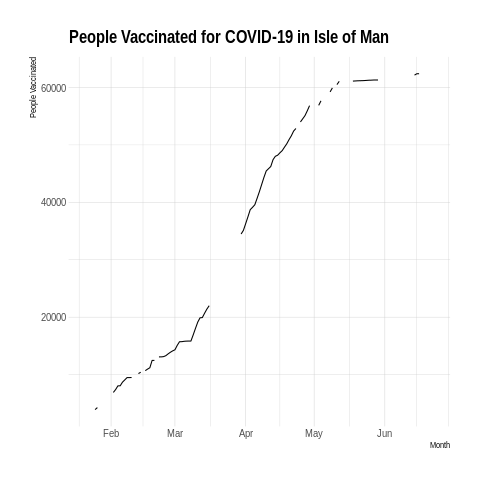 People Vaccinated for COVID-19 in Isle of Man
People Vaccinated
60000
40000
20000
Feb Mar Apr May Jun
Month